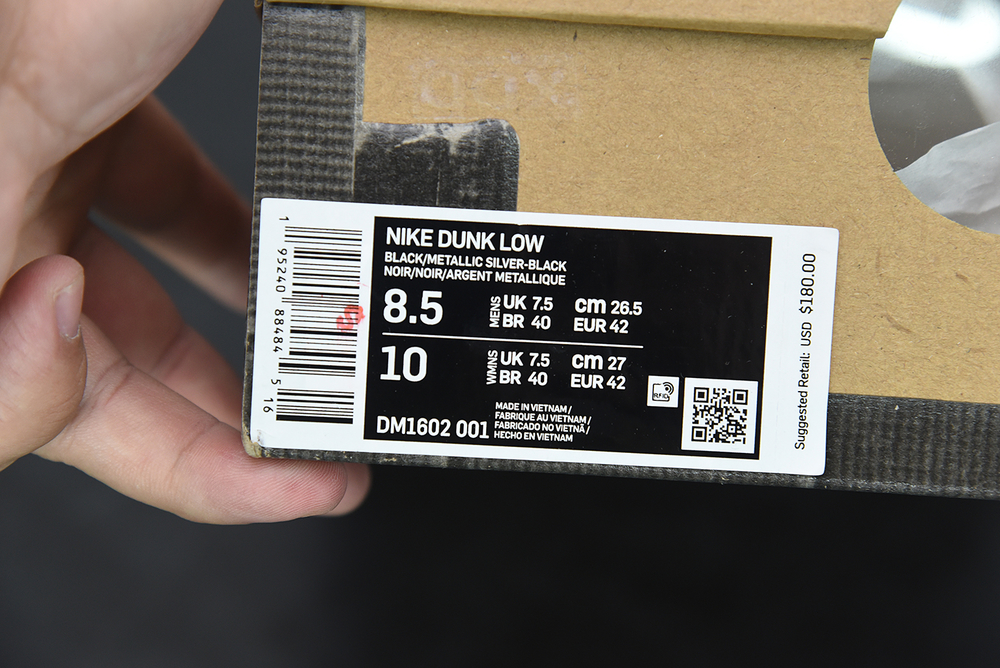 NIKE DUNK LOW
BLACK/METALLIC SILVER-BLACK
NOIR/NOIR/ARGENT METALLIQUE
8.5 MENS UK 7.5 cm 26.5
BR 40 EUR 42
10 WMNS UK 7.5 cm 27
BR 40 EUR 42
DM1602 001
MADE IN VIETNAM/
FABRIQUE AU VIETNAM/
FABRICADO NO VIETNÃ/
HECHO EN VIETNAM
RFID
1 95240 88484 5 16
Suggested Retail: USD $180.00